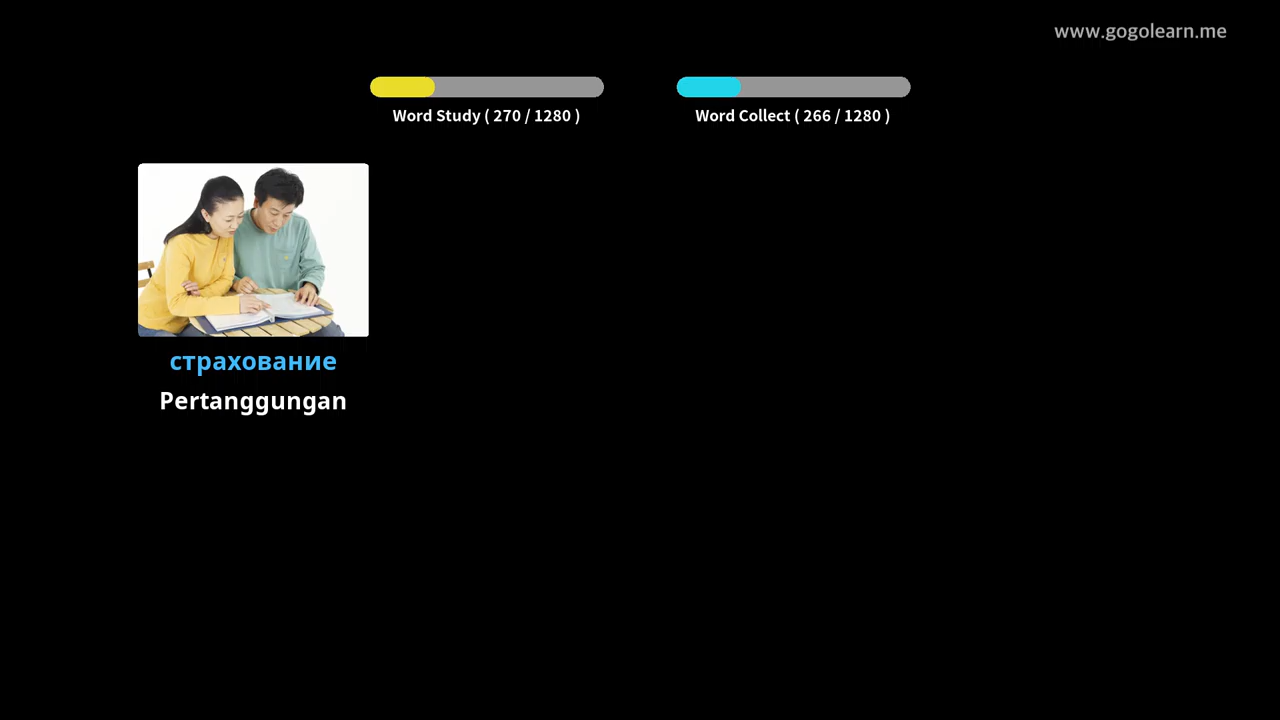 www.gogolearn.me
Word Study ( 270 / 1280 )
Word Collect ( 266 / 1280 )
страхование
Pertanggungan